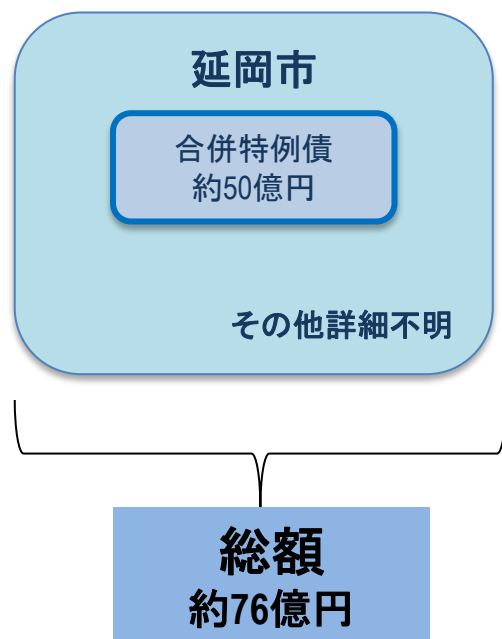 延岡市
合併特例債
約50億円
その他詳細不明
総額
約76億円